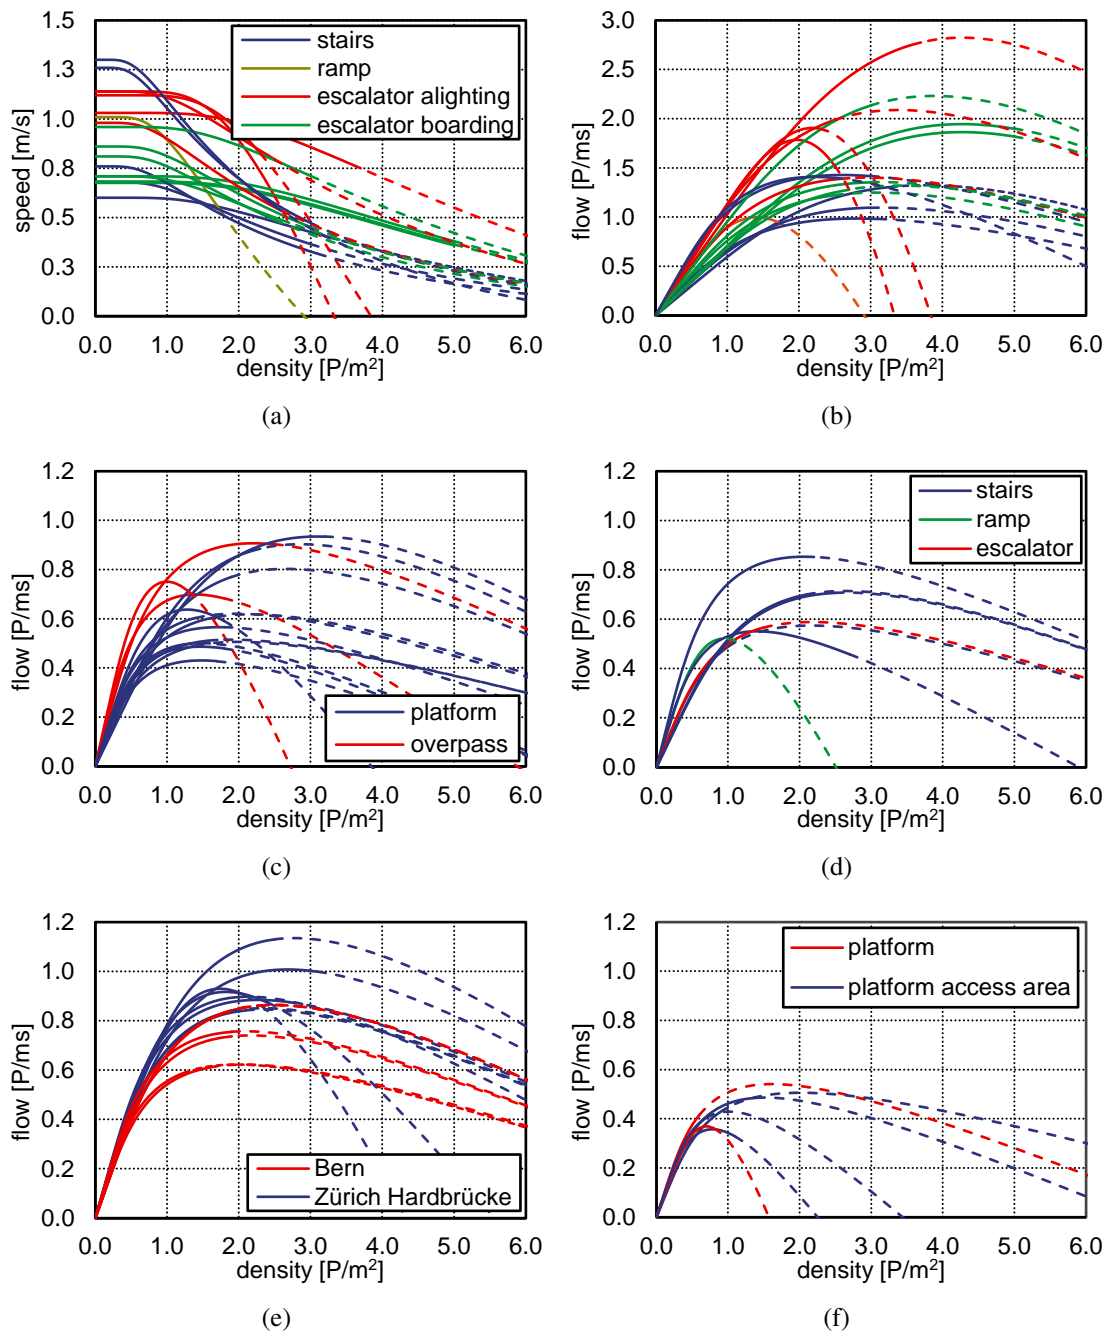 1.5
1.3
1.0
0.8
0.5
0.3
0.0
speed [m/s]
stairs
ramp
escalator alighting
escalator boarding
0.0 1.0 2.0 3.0 4.0 5.0 6.0
density [P/m²]
(a)
3.0
2.5
2.0
1.5
1.0
0.5
0.0
flow [P/ms]
0.0 1.0 2.0 3.0 4.0 5.0 6.0
density [P/m²]
(b)
1.2
1.0
0.8
0.6
0.4
0.2
0.0
flow [P/ms]
platform
overpass
0.0 1.0 2.0 3.0 4.0 5.0 6.0
density [P/m²]
(c)
1.2
1.0
0.8
0.6
0.4
0.2
0.0
flow [P/ms]
stairs
ramp
escalator
0.0 1.0 2.0 3.0 4.0 5.0 6.0
density [P/m²]
(d)
1.2
1.0
0.8
0.6
0.4
0.2
0.0
flow [P/ms]
Bern
Zürich Hardbrücke
0.0 1.0 2.0 3.0 4.0 5.0 6.0
density [P/m²]
(e)
1.2
1.0
0.8
0.6
0.4
0.2
0.0
flow [P/ms]
platform
platform access area
0.0 1.0 2.0 3.0 4.0 5.0 6.0
density [P/m²]
(f)